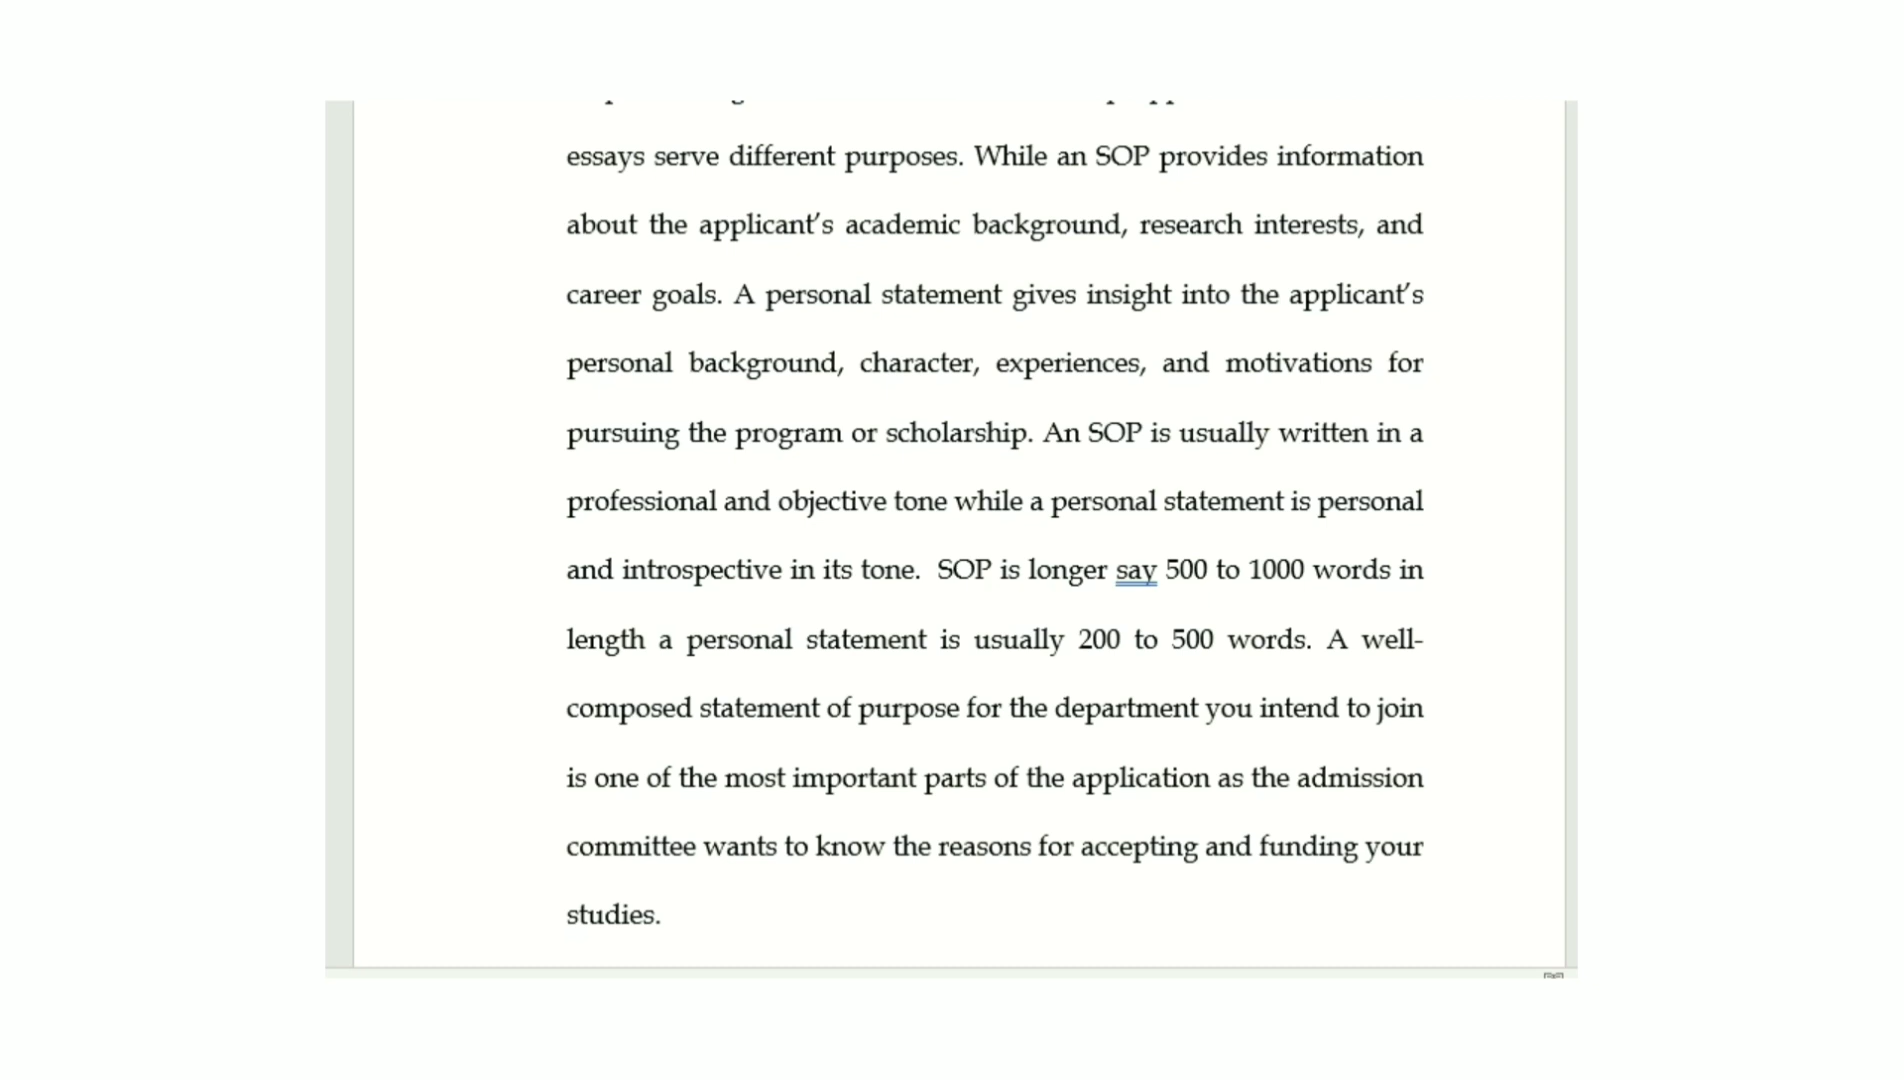 essays serve different purposes. While an SOP provides information
about the applicant's academic background, research interests, and
career goals. A personal statement gives insight into the applicant's
personal background, character, experiences, and motivations for
pursuing the program or scholarship. An SOP is usually written in a
professional and objective tone while a personal statement is personal
and introspective in its tone.  SOP is longer say 500 to 1000 words in
length a personal statement is usually 200 to 500 words. A well-
composed statement of purpose for the department you intend to join
is one of the most important parts of the application as the admission
committee wants to know the reasons for accepting and funding your
studies.